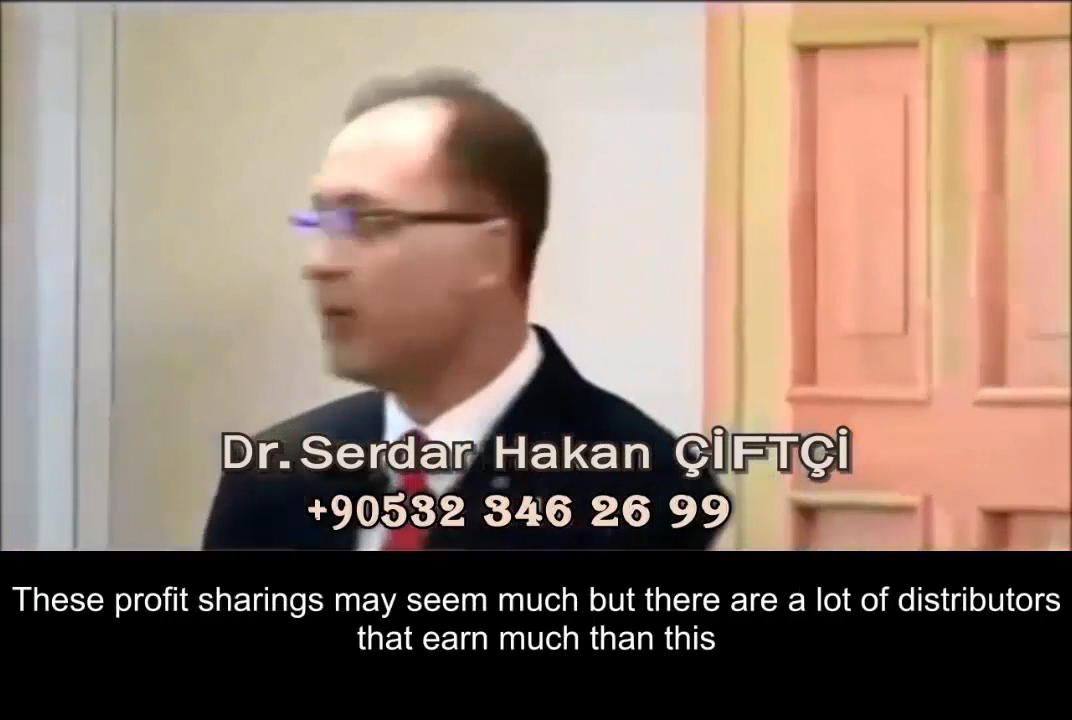 Dr. Serdar Hakan ÇİFTÇİ
+90532 346 26 99
These profit sharings may seem much but there are a lot of distributors
that earn much than this